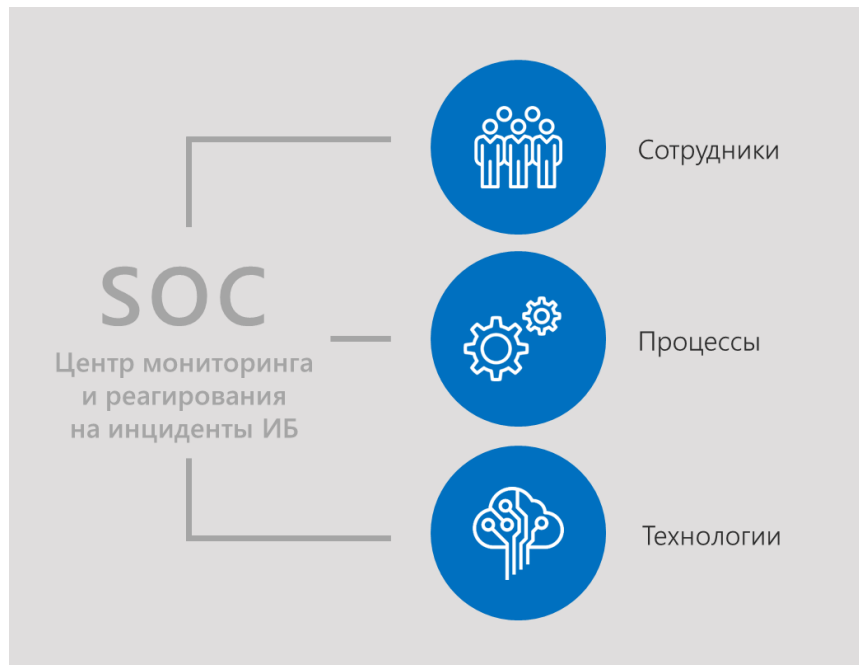 SOC
Центр мониторинга
и реагирования
на инциденты ИБ
Сотрудники
Процессы
Технологии